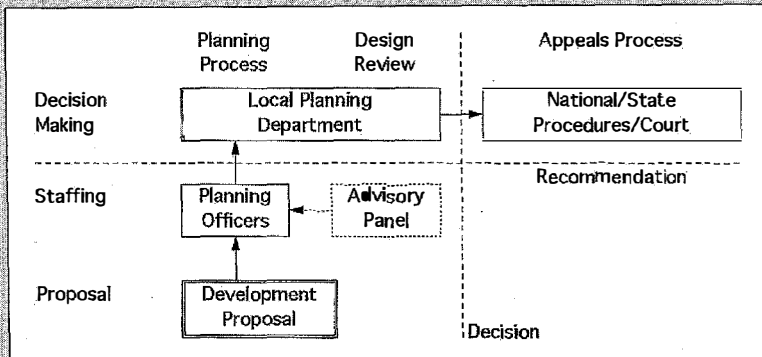 Planning
Process
Design
Review
Appeals Process
Decision
Making
Local Planning
Department
National/State
Procedures/Court
Recommendation
Staffing
Planning
Officers
Advisory
Panel
Proposal
Development
Proposal
Decision